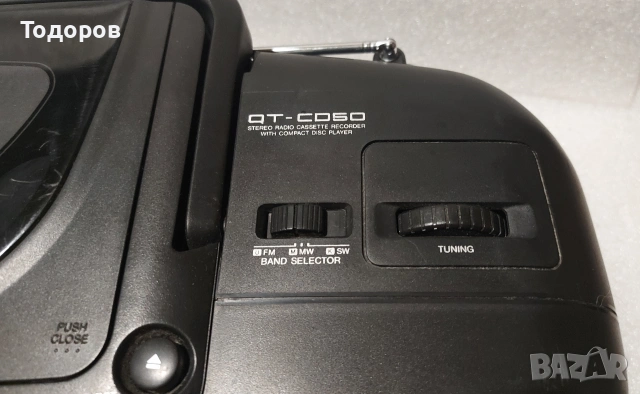 Тодоров
QT-CD50
STEREO RADIO CASSETTE RECORDER
WITH COMPACT DISC PLAYER
FM M MW K SW
BAND SELECTOR
TUNING
PUSH
CLOSE
BAZAR